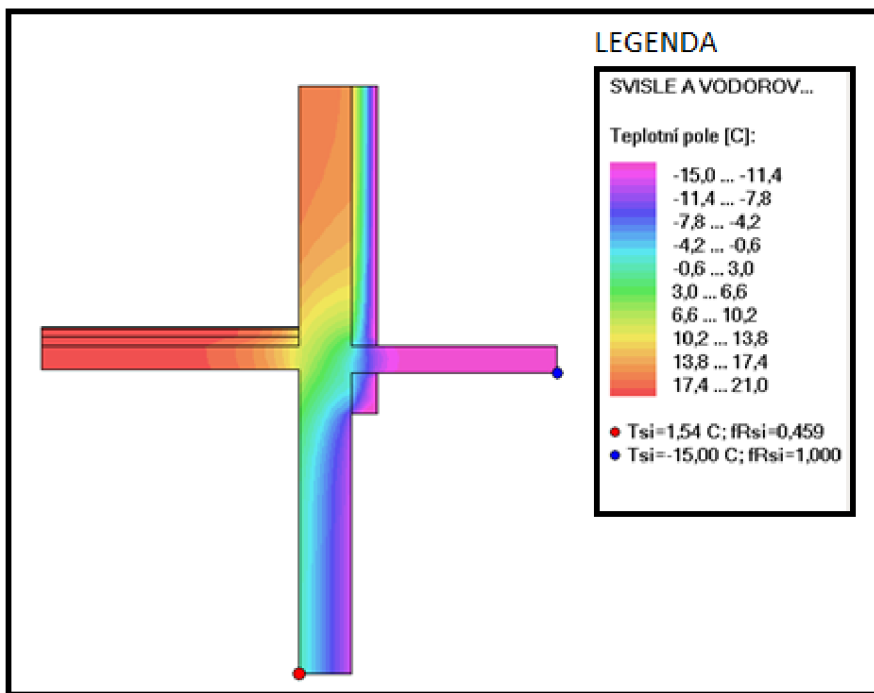 LEGENDA
SVISLE A VODOROV...
Teplotní pole [C]:
-15,0 ... -11,4
-11,4 ... -7,8
-7,8 ... -4,2
-4,2 ... -0,6
-0,6 ... 3,0
3,0 ... 6,6
6,6 ... 10,2
10,2 ... 13,8
13,8 ... 17,4
17,4 ... 21,0
Tsi=1,54 C; fRsi=0,459
Tsi=-15,00 C; fRsi=1,000